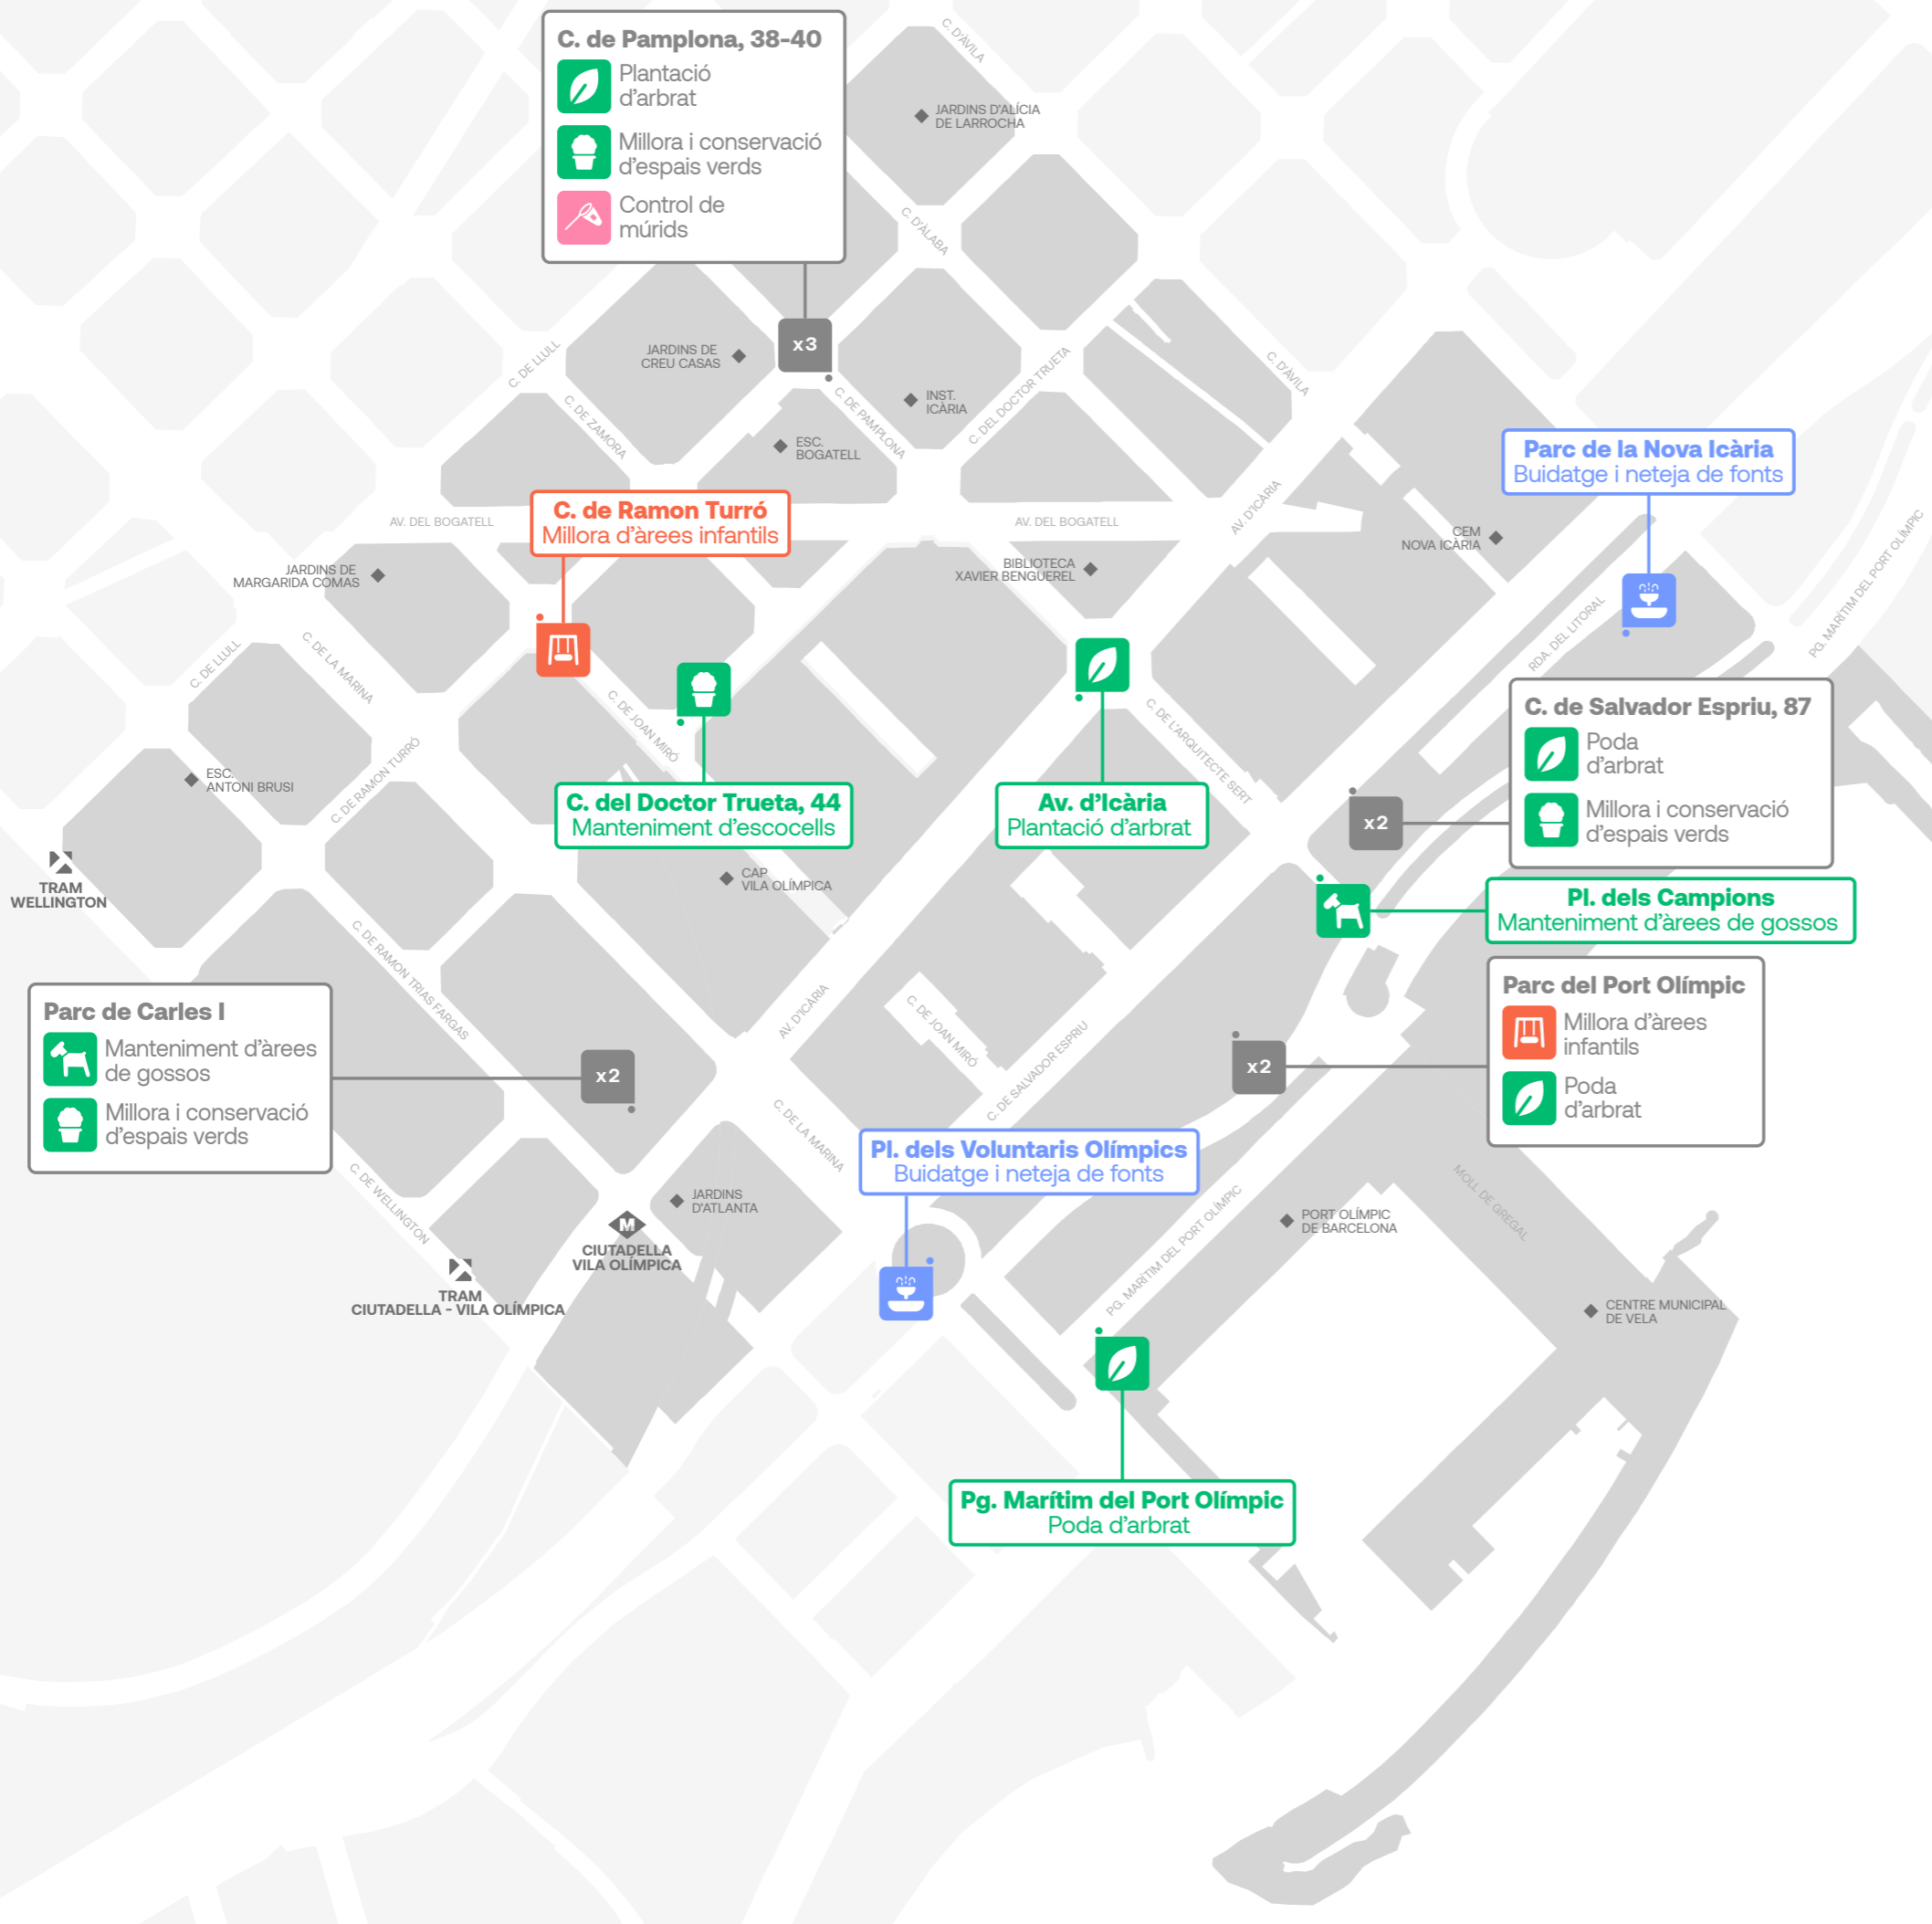 C. de Pamplona, 38-40
Plantació
d'arbrat
Millora i conservació
d'espais verds
Control de
múrids
C. D'ÀVILA
JARDINS D'ALÍCIA
DE LARROCHA
C. D'ÀLABA
x3
JARDINS DE
CREU CASAS
C. DE LLULL
C. DE ZAMORA
C. DE PAMPLONA
INST.
ICÀRIA
C. DEL DOCTOR TRUETA
C. D'ÀVILA
ESC.
BOGATELL
Parc de la Nova Icària
Buidatge i neteja de fonts
C. de Ramon Turró
Millora d'àrees infantils
AV. DEL BOGATELL
AV. DEL BOGATELL
AV. D'ICÀRIA
CEM
NOVA ICÀRIA
PG. MARÍTIM DEL PORT OLÍMPIC
JARDINS DE
MARGARIDA COMAS
BIBLIOTECA
XAVIER BENGUEREL
RDA. DEL LITORAL
C. DE LLULL
C. DE LA MARINA
C. DE JOAN MIRÓ
C. DE L'ARQUITECTE SERT
C. de Salvador Espriu, 87
Poda
d'arbrat
Millora i conservació
d'espais verds
x2
ESC.
ANTONI BRUSI
C. DE RAMON TURRÓ
C. del Doctor Trueta, 44
Manteniment d'escocells
Av. d'Icària
Plantació d'arbrat
TRAM
WELLINGTON
CAP
VILA OLÍMPICA
Pl. dels Campions
Manteniment d'àrees de gossos
C. DE RAMON TRIAS FARGAS
AV. D'ICÀRIA
C. DE JOAN MIRÓ
C. DE SALVADOR ESPRIU
Parc de Carles I
Manteniment d'àrees
de gossos
Millora i conservació
d'espais verds
x2
x2
Parc del Port Olímpic
Millora d'àrees
infantils
Poda
d'arbrat
C. DE LA MARINA
Pl. dels Voluntaris Olímpics
Buidatge i neteja de fonts
C. DE WELLINGTON
JARDINS
D'ATLANTA
M
CIUTADELLA
VILA OLÍMPICA
TRAM
CIUTADELLA - VILA OLÍMPICA
PG. MARÍTIM DEL PORT OLÍMPIC
PORT OLÍMPIC
DE BARCELONA
MOLL DE GREGAL
CENTRE MUNICIPAL
DE VELA
Pg. Marítim del Port Olímpic
Poda d'arbrat